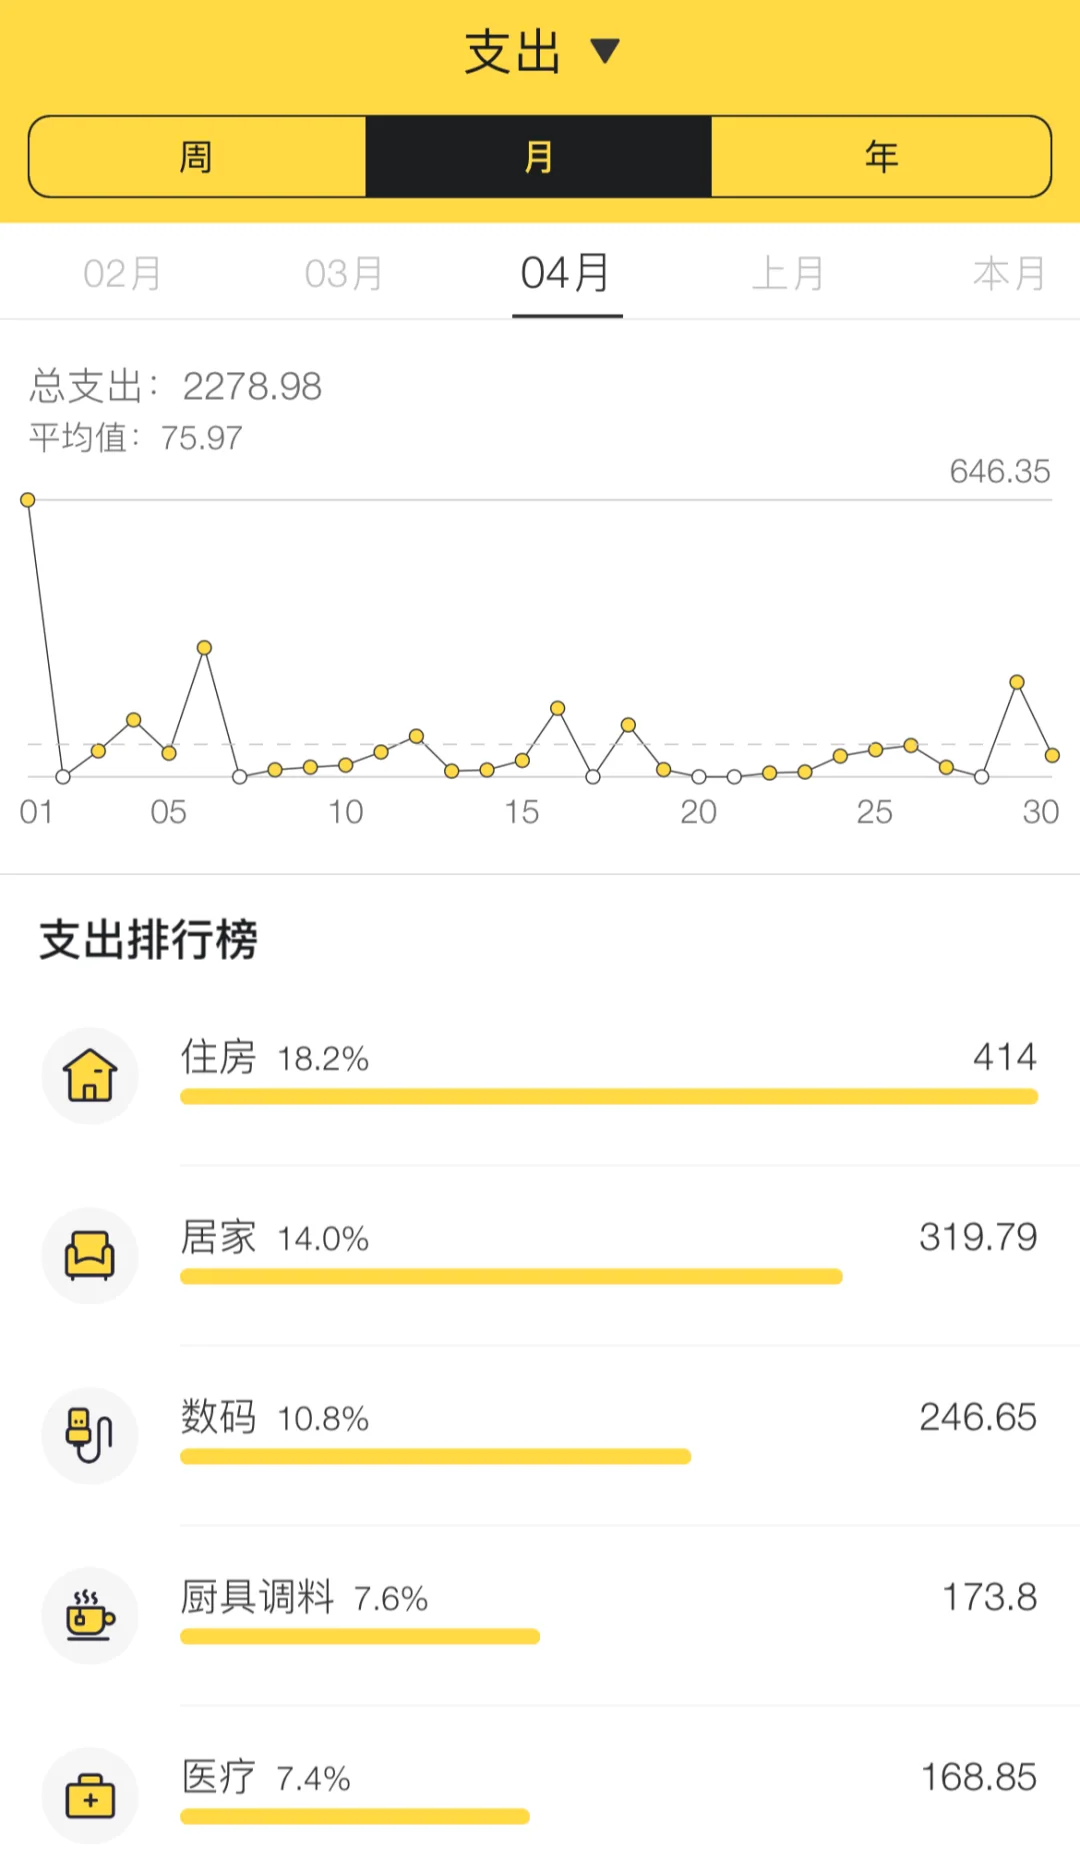 支出 ▼
周 月 年
02月 03月 04月 上月 本月
总支出：2278.98
平均值：75.97
646.35
01 05 10 15 20 25 30
支出排行榜
住房 18.2% 414
居家 14.0% 319.79
数码 10.8% 246.65
厨具调料 7.6% 173.8
医疗 7.4% 168.85